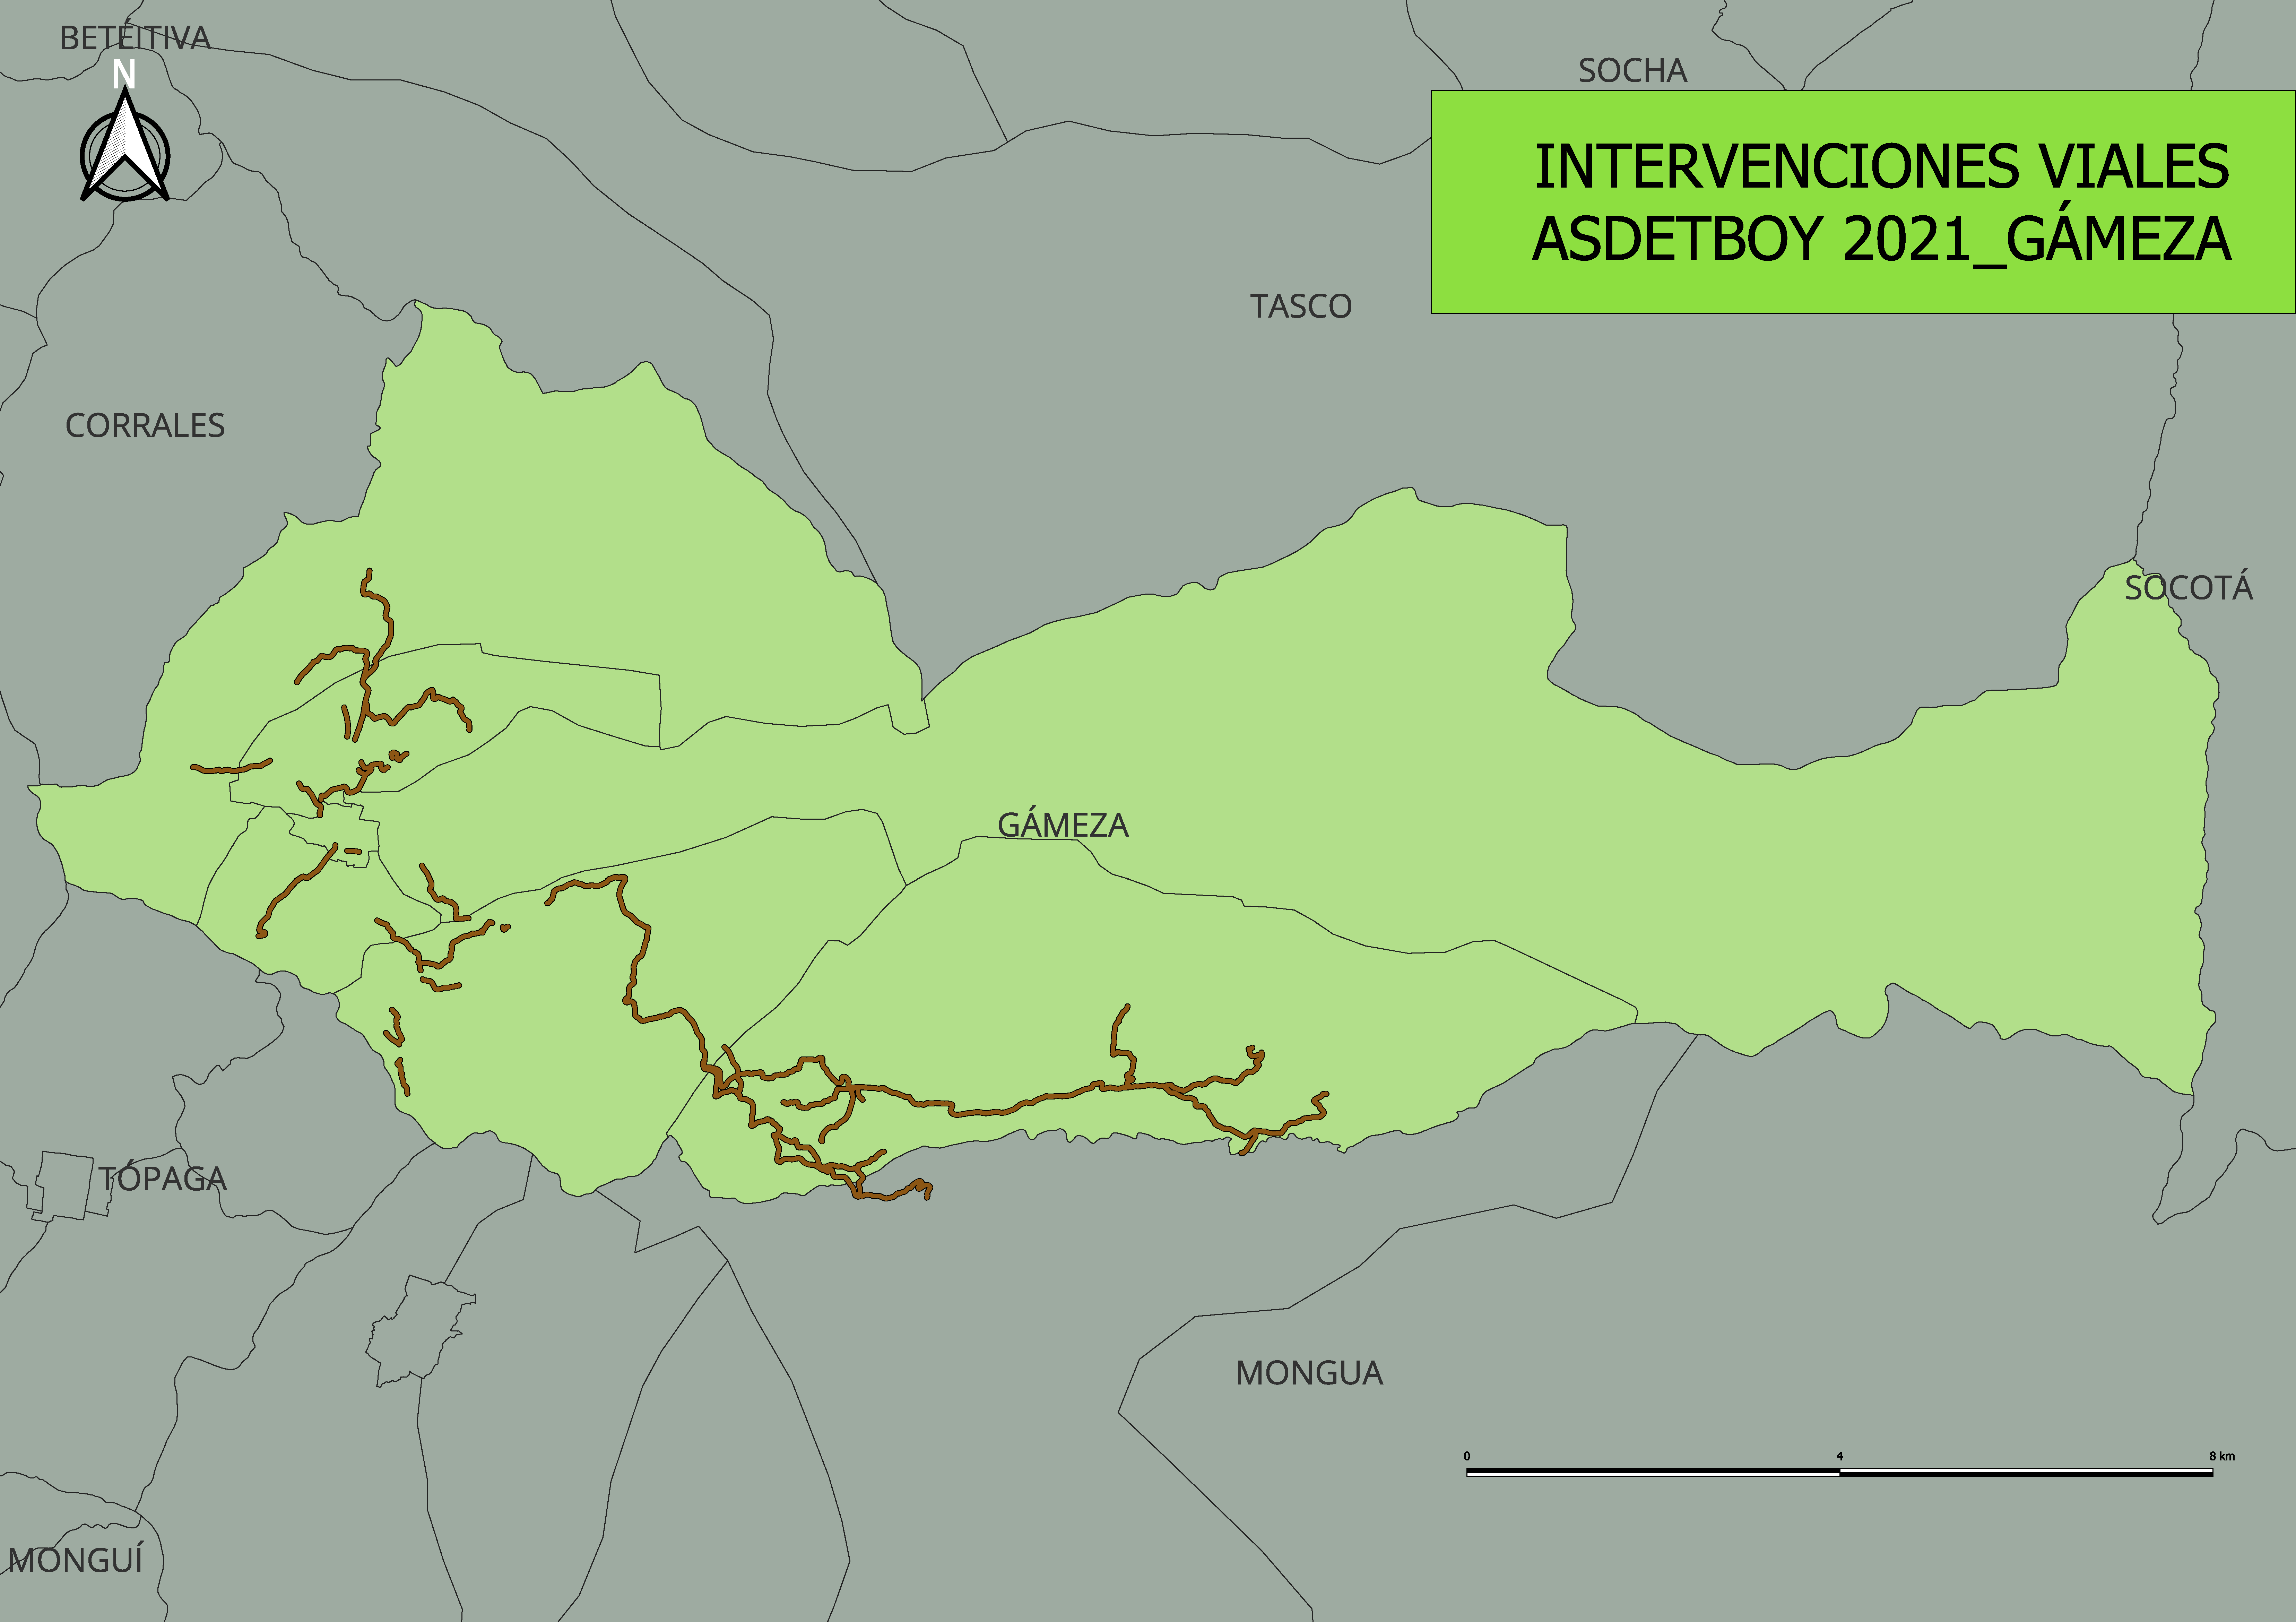 BETÉITIVA
N
SOCHA
INTERVENCIONES VIALES
ASDETBOY 2021_GÁMEZA
TASCO
CORRALES
SOCOTÁ
GÁMEZA
TÓPAGA
MONGUA
0 4 8 km
MONGUÍ